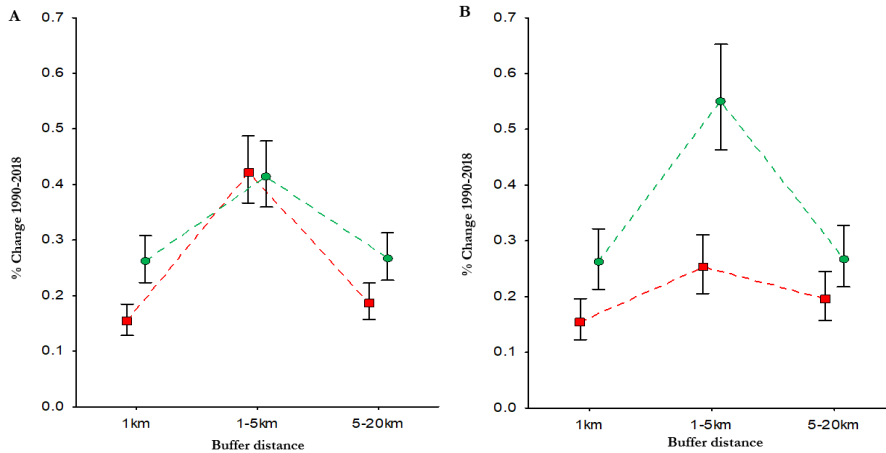 A
0.7
0.6
0.5
0.4
0.3
0.2
0.1
0.0
% Change 1990-2018
1km
1-5km
5-20km
Buffer distance
B
0.7
0.6
0.5
0.4
0.3
0.2
0.1
0.0
% Change 1990-2018
1km
1-5km
5-20km
Buffer distance